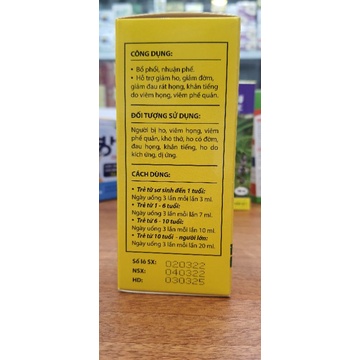 CÔNG DỤNG:
• Bổ phổi, nhuận phế.
• Hỗ trợ giảm ho, giảm đờm,
giảm đau rát họng, khản tiếng
do viêm họng, viêm phế quản.
ĐỐI TƯỢNG SỬ DỤNG:
Người bị ho, viêm họng, viêm
phế quản, khò thở, ho có đờm,
đau họng, khản tiếng, ho do
kích ứng, dị ứng.
CÁCH DÙNG:
• Trẻ từ sơ sinh đến 1 tuổi:
Ngày uống 3 lần mỗi lần 3 ml.
• Trẻ từ 1 - 6 tuổi:
Ngày uống 3 lần mỗi lần 7 ml.
• Trẻ từ 6 - 10 tuổi:
Ngày uống 3 lần mỗi lần 10 ml.
• Trẻ từ 10 tuổi - người lớn:
Ngày uống 3 lần mỗi lần 20 ml.
Số lô SX: 020322
NSX: 040322
HD: 030325